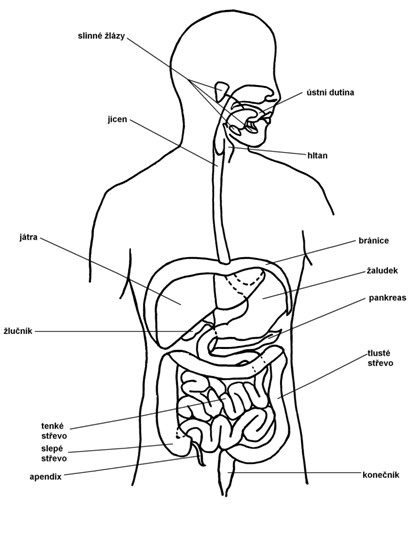 slinné žlázy
ústní dutina
jícen
hltan
játra
bránice
žaludek
pankreas
žlučník
tlusté
střevo
tenké
střevo
slepé
střevo
apendix
konečník